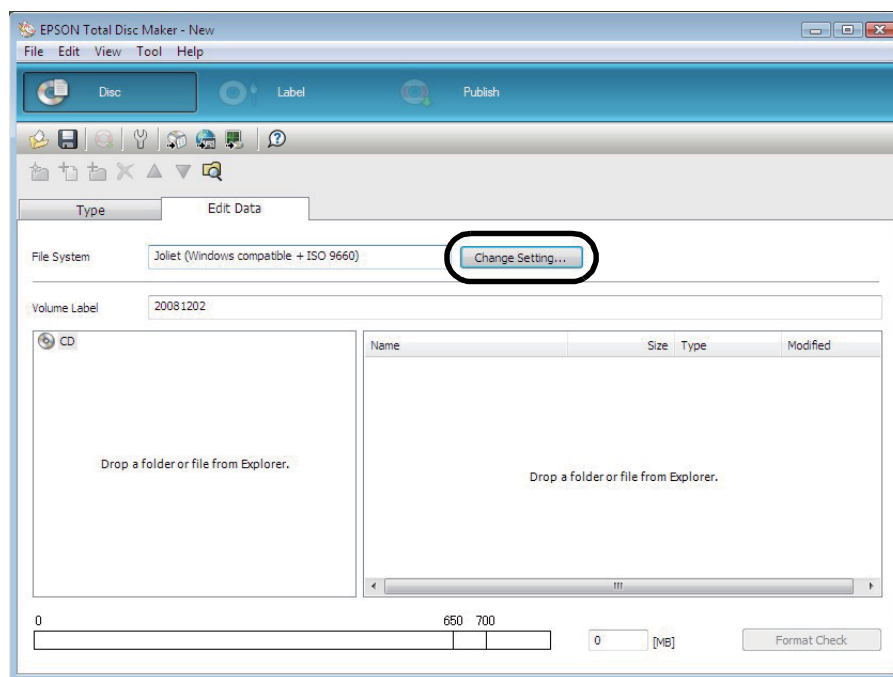 EPSON Total Disc Maker - New
File Edit View Tool Help
Disc Label Publish
Type Edit Data
File System Joliet (Windows compatible + ISO 9660) Change Setting...
Volume Label 20081202
CD
Name Size Type Modified
Drop a folder or file from Explorer.
Drop a folder or file from Explorer.
0 650 700
0 [MB] Format Check